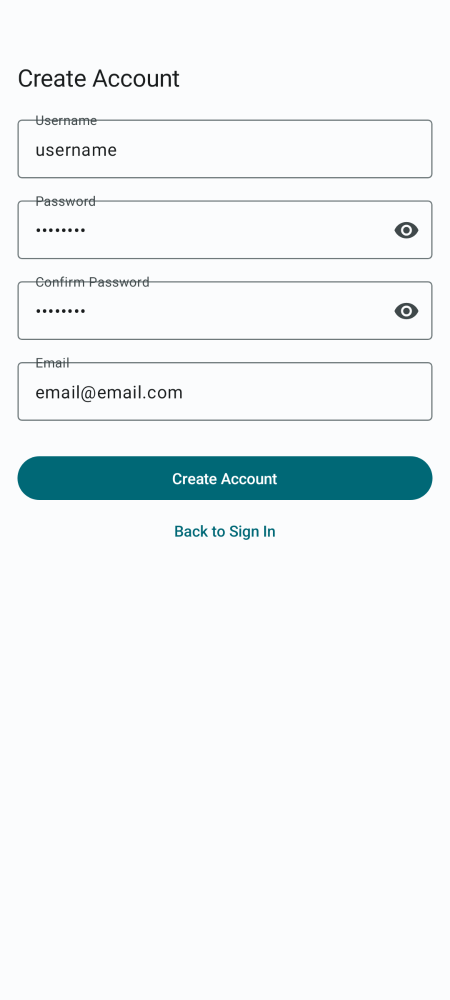 Create Account
Username
username
Password
••••••••
Confirm Password
••••••••
Email
email@email.com
Create Account
Back to Sign In